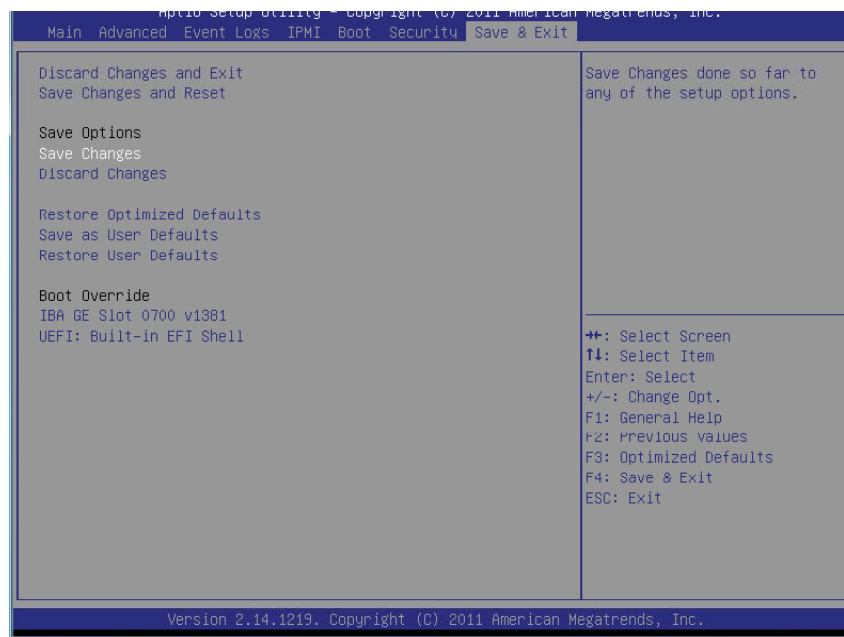 Aptio Setup Utility – Copyright (C) 2011 American Megatrends, Inc.
Main Advanced Event Logs IPMI Boot Security Save & Exit
Discard Changes and Exit
Save Changes and Reset
Save Options
Save Changes
Discard Changes
Restore Optimized Defaults
Save as User Defaults
Restore User Defaults
Boot Override
IBA GE Slot 0700 v1381
UEFI: Built-in EFI Shell
Save Changes done so far to
any of the setup options.
→←: Select Screen
↑↓: Select Item
Enter: Select
+/-: Change Opt.
F1: General Help
F2: Previous Values
F3: Optimized Defaults
F4: Save & Exit
ESC: Exit
Version 2.14.1219. Copyright (C) 2011 American Megatrends, Inc.